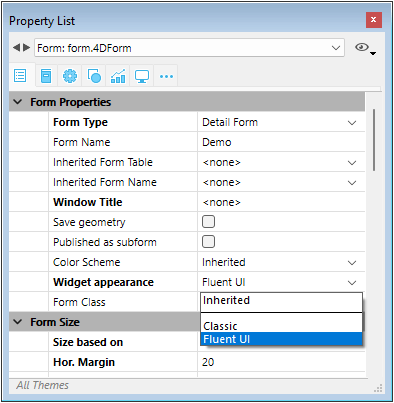 Property List
Form: form.4DForm
Form Properties
Form Type Detail Form
Form Name Demo
Inherited Form Table <none>
Inherited Form Name <none>
Window Title <none>
Save geometry
Published as subform
Color Scheme Inherited
Widget appearance Fluent UI
Form Class
Inherited
Classic
Fluent UI
Form Size
Size based on
Hor. Margin 20
All Themes